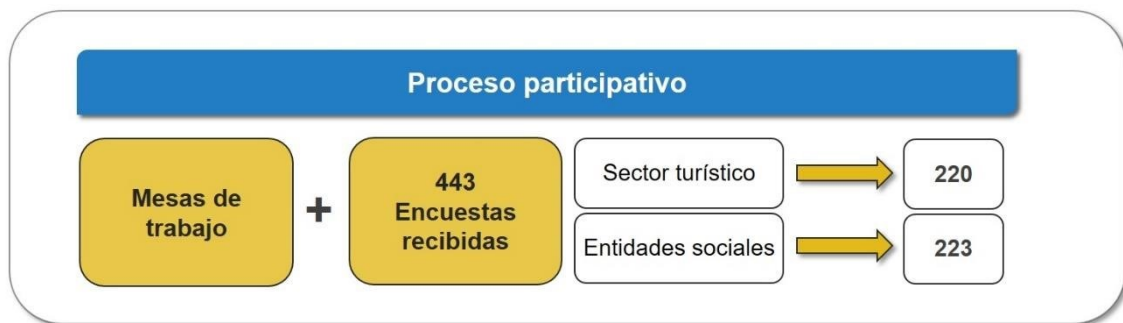 Proceso participativo
Mesas de
trabajo
+
443
Encuestas
recibidas
Sector turístico
220
Entidades sociales
223